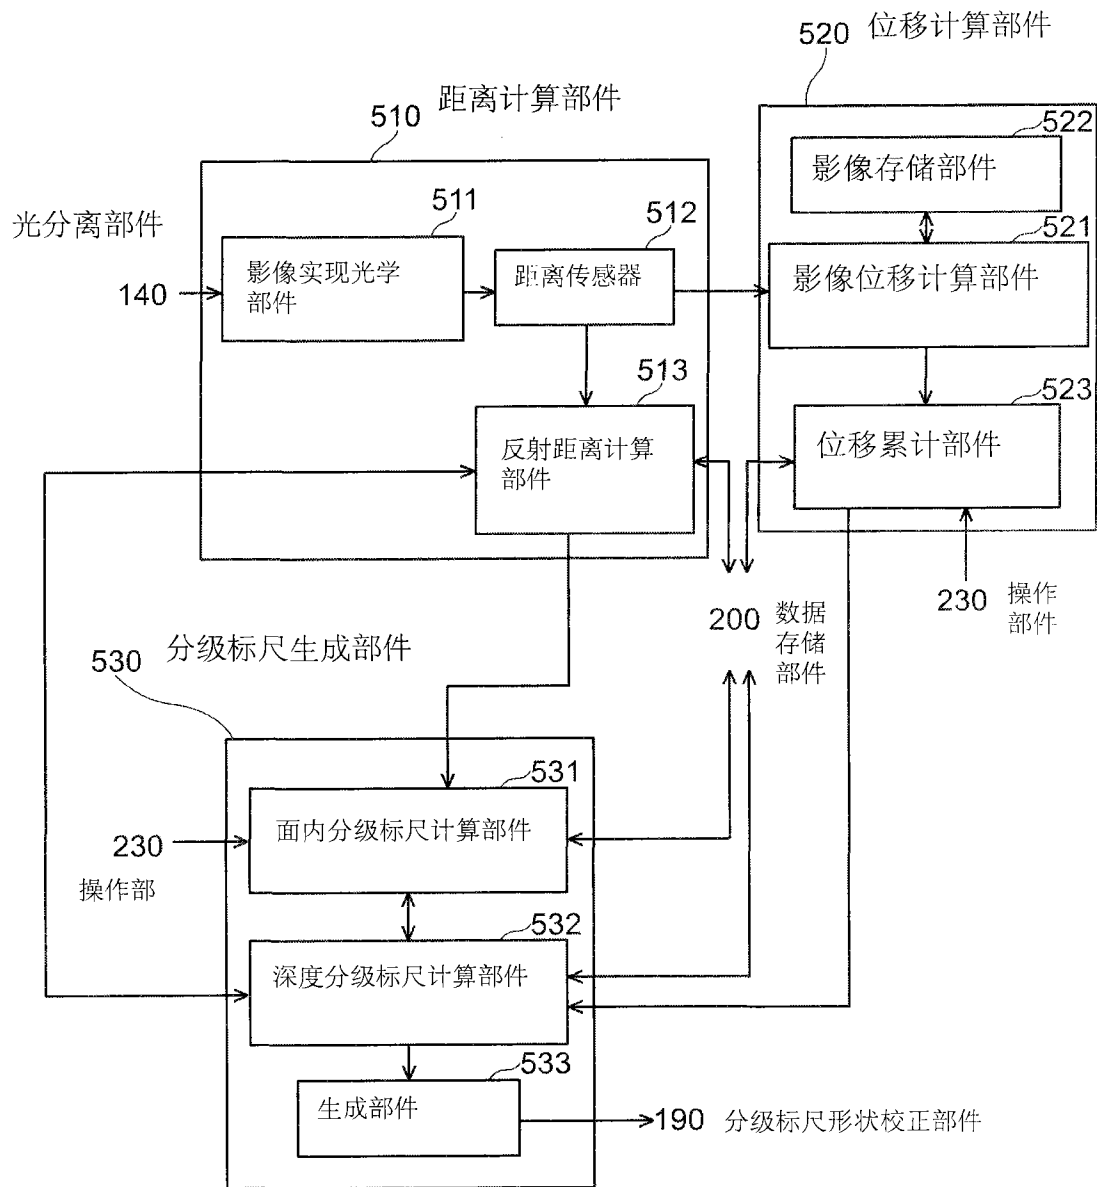 520 位移计算部件
距离计算部件
510
522
影像存储部件
光分离部件
511
512
521
影像实现光学
部件
距离传感器
影像位移计算部件
140
513
523
反射距离计算
部件
位移累计部件
200 数据
存储
部件
230 操作
部件
分级标尺生成部件
530
531
面内分级标尺计算部件
230
操作部
532
深度分级标尺计算部件
533
生成部件
190 分级标尺形状校正部件